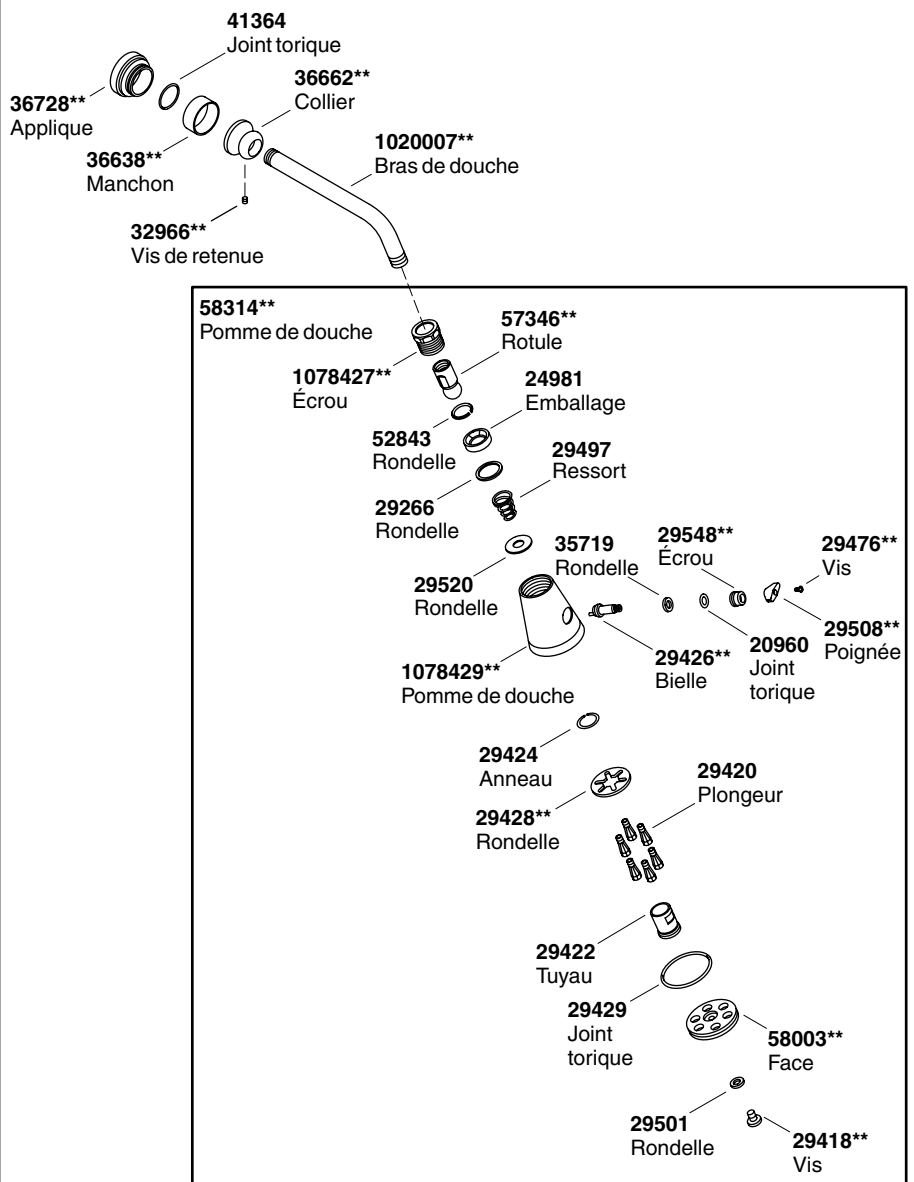 41364
Joint torique
36662**
Collier
36728**
Applique
36638**
Manchon
1020007**
Bras de douche
32966**
Vis de retenue
58314**
Pomme de douche
57346**
Rotule
1078427**
Écrou
24981
Emballage
52843
Rondelle
29497
Ressort
29266
Rondelle
35719
Rondelle
29548**
Écrou
29476**
Vis
29520
Rondelle
29508**
Poignée
20960
Joint
torique
29426**
Bielle
1078429**
Pomme de douche
29424
Anneau
29420
Plongeur
29428**
Rondelle
29422
Tuyau
29429
Joint
torique
58003**
Face
29501
Rondelle
29418**
Vis